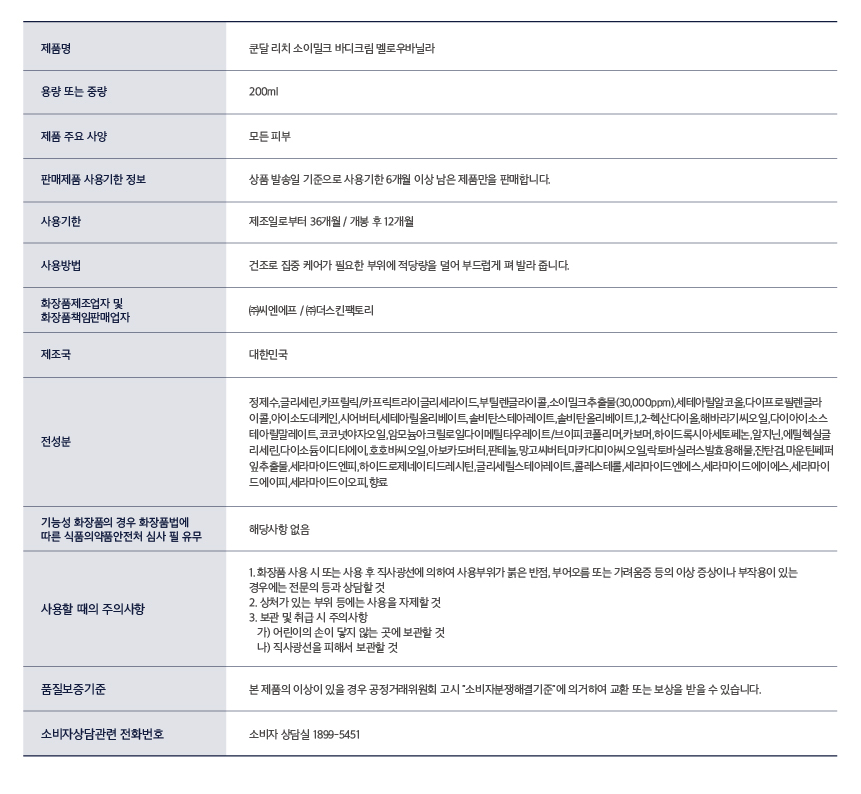 제품명
쿤달 리치 소이밀크 바디크림 멜로우바닐라
용량 또는 중량
200ml
제품 주요 사양
모든 피부
판매제품 사용기한 정보
상품 발송일 기준으로 사용기한 6개월 이상 남은 제품만을 판매합니다.
사용기한
제조일로부터 36개월 / 개봉 후 12개월
사용방법
건조로 집중 케어가 필요한 부위에 적당량을 덜어 부드럽게 펴 발라 줍니다.
화장품제조업자 및
화장품책임판매업자
㈜씨엔에프 / ㈜더스킨팩토리
제조국
대한민국
전성분
정제수,글리세린,카프릴릭/카프릭트라이글리세라이드,부틸렌글라이콜,소이밀크추출물(30,000ppm),세테아릴알코올,다이프로필렌글라
이콜,아이소도데케인,시어버터,세테아릴올리베이트,솔비탄스테아레이트,솔비탄올리베이트,1,2-헥산다이올,해바라기씨오일,다이아이소스
테아릴말레이트,코코넛야자오일,암모늄아크릴로일다이메틸타우레이트/브이피코폴리머,카보머,하이드록시아세토페논,알지닌,에틸헥실글
리세린,다이소듐이디티에이,호호바씨오일,아보카도버터,판테놀,망고씨버터,마카다미아씨오일,락토바실러스발효용해물,잔탄검,마운틴페퍼
잎추출물,세라마이드엔피,하이드로제네이티드레시틴,글리세릴스테아레이트,콜레스테롤,세라마이드엔에스,세라마이드에이에스,세라마이
드에이피,세라마이드이오피,향료
기능성 화장품의 경우 화장품법에
따른 식품의약품안전처 심사 필 유무
해당사항 없음
사용할 때의 주의사항
1. 화장품 사용 시 또는 사용 후 직사광선에 의하여 사용부위가 붉은 반점, 부어오름 또는 가려움증 등의 이상 증상이나 부작용이 있는
경우에는 전문의 등과 상담할 것
2. 상처가 있는 부위 등에는 사용을 자제할 것
3. 보관 및 취급 시 주의사항
가) 어린이의 손이 닿지 않는 곳에 보관할 것
나) 직사광선을 피해서 보관할 것
품질보증기준
본 제품의 이상이 있을 경우 공정거래위원회 고시 "소비자분쟁해결기준"에 의거하여 교환 또는 보상을 받을 수 있습니다.
소비자상담관련 전화번호
소비자 상담실 1899-5451